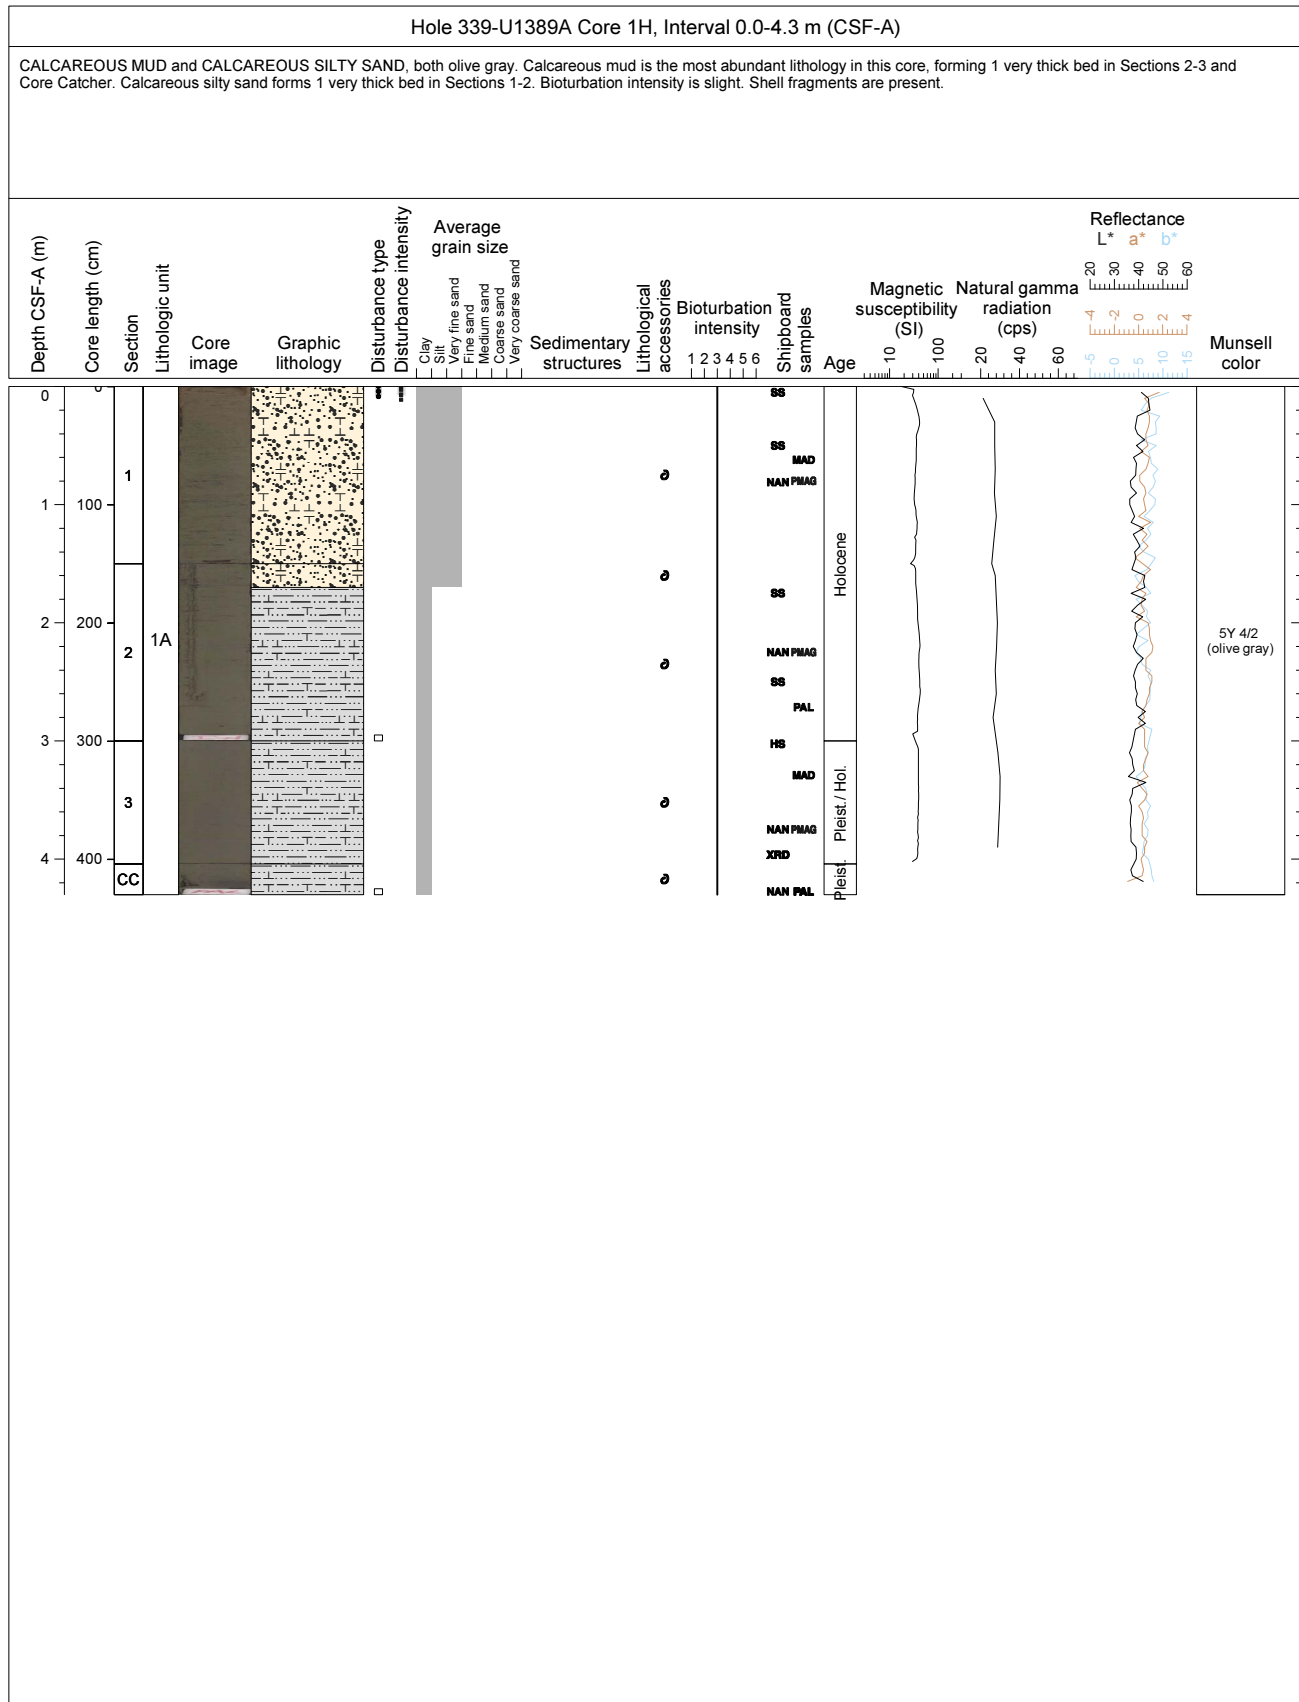 Hole 339-U1389A Core 1H, Interval 0.0-4.3 m (CSF-A)
CALCAREOUS MUD and CALCAREOUS SILTY SAND, both olive gray. Calcareous mud is the most abundant lithology in this core, forming 1 very thick bed in Sections 2-3 and
Core Catcher. Calcareous silty sand forms 1 very thick bed in Sections 1-2. Bioturbation intensity is slight. Shell fragments are present.
Depth CSF-A (m)
Core length (cm)
Section
Lithologic unit
Core
image
Graphic
lithology
Disturbance type
Disturbance intensity
Average
grain size
Clay
Silt
Very fine sand
Fine sand
Medium sand
Coarse sand
Very coarse sand
Sedimentary
structures
Lithological
accessories
Bioturbation
intensity
1 2 3 4 5 6
Shipboard
samples
Age
Magnetic
susceptibility
(SI)
10 100
Natural gamma
radiation
(cps)
20 40 60
Reflectance
L* a* b*
20 30 40 50 60
-4 -2 0 2 4
-5 0 5 10 15
Munsell
color
0
1
2
3
4
0
100
200
300
400
1
2
3
CC
1A
SS
SS
MAD
NAN PMAG
SS
NAN PMAG
SS
PAL
HS
MAD
NAN PMAG
XRD
NAN PAL
Holocene
Pleist./ Hol.
Pleist.
5Y 4/2
(olive gray)